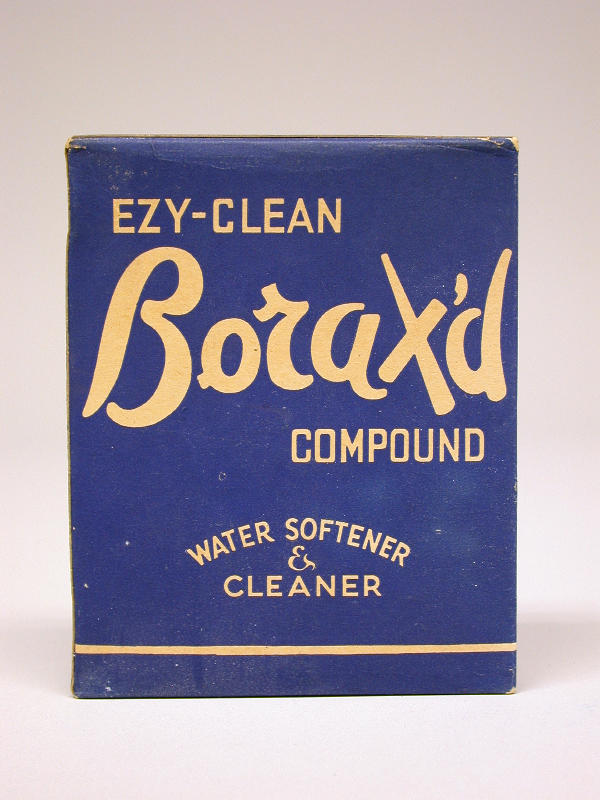 EZY-CLEAN
Borax'd
COMPOUND
WATER SOFTENER
&
CLEANER